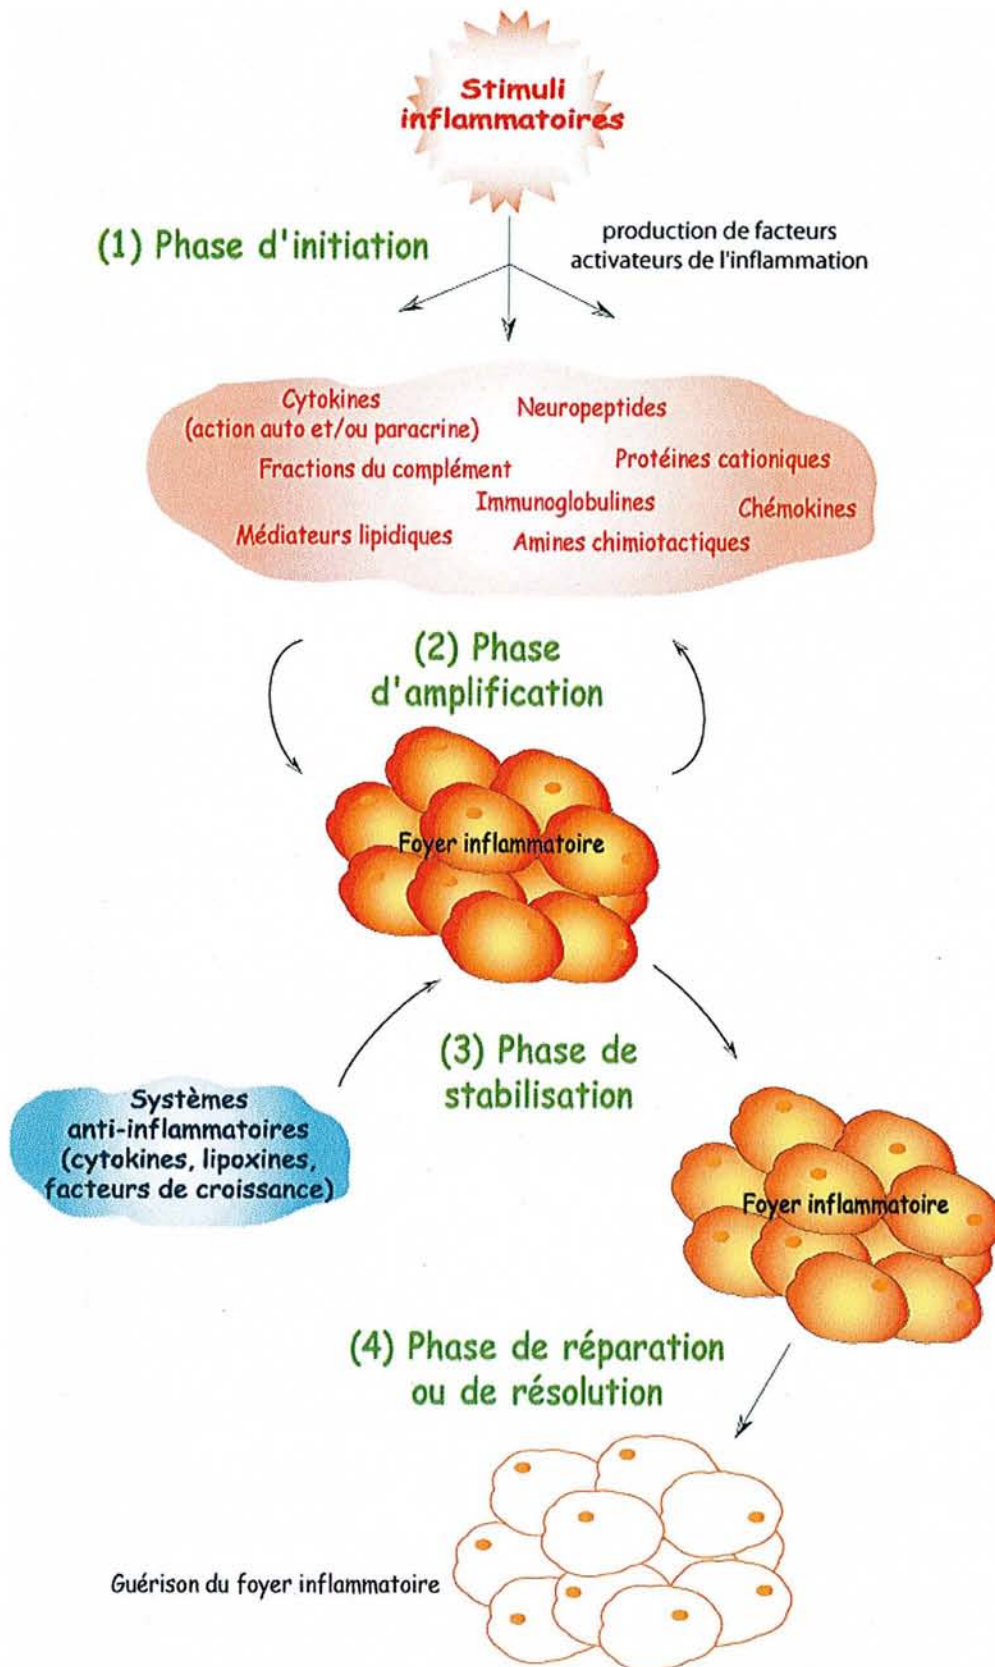 Stimuli
inflammatoires
(1) Phase d'initiation
production de facteurs
activateurs de l'inflammation
Cytokines
(action auto et/ou paracrine)
Neuropeptides
Fractions du complément
Protéines cationiques
Immunoglobulines
Chémokines
Médiateurs lipidiques
Amines chimiotactiques
(2) Phase
d'amplification
Foyer inflammatoire
(3) Phase de
stabilisation
Systèmes
anti-inflammatoires
(cytokines, lipoxines,
facteurs de croissance)
Foyer inflammatoire
(4) Phase de réparation
ou de résolution
Guérison du foyer inflammatoire